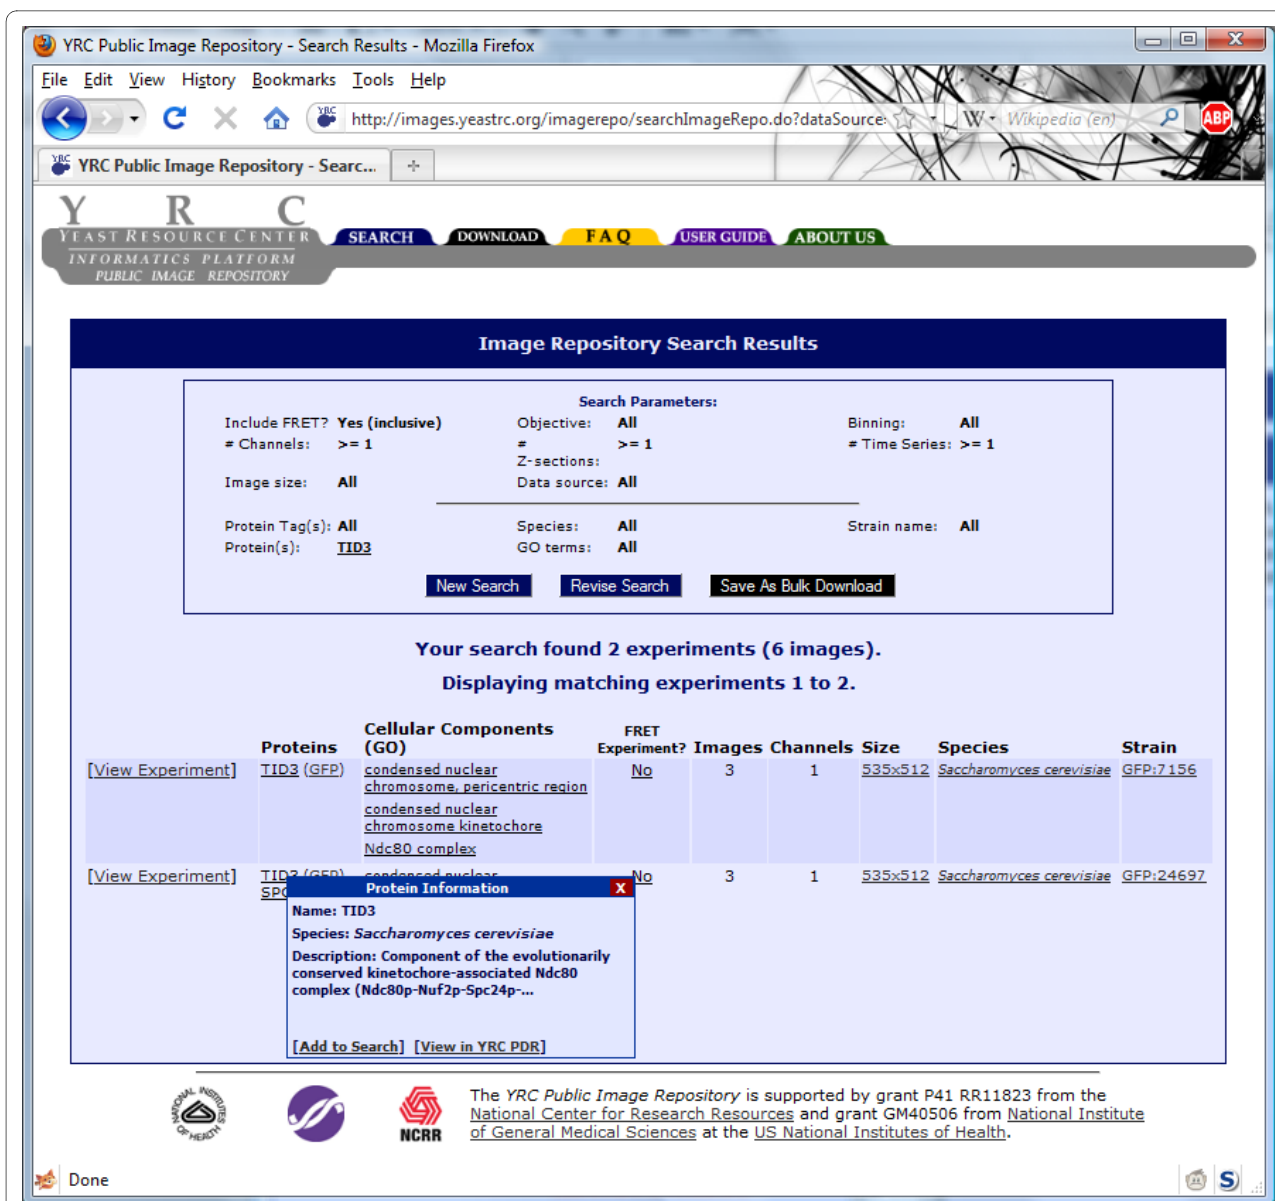 YRC Public Image Repository - Search Results - Mozilla Firefox
File Edit View History Bookmarks Tools Help
YRC http://images.yeastrc.org/imagerepo/searchImageRepo.do?dataSource= W Wikipedia (en) ABP
YRC YRC Public Image Repository - Searc...
Y R C
YEAST RESOURCE CENTER SEARCH DOWNLOAD FAQ USER GUIDE ABOUT US
INFORMATICS PLATFORM
PUBLIC IMAGE REPOSITORY
Image Repository Search Results
Search Parameters:
Include FRET? Yes (inclusive) Objective: All Binning: All
# Channels: >= 1 # Z-sections: >= 1 # Time Series: >= 1
Image size: All Data source: All
Protein Tag(s): All Species: All Strain name: All
Protein(s): TID3 GO terms: All
New Search Revise Search Save As Bulk Download
Your search found 2 experiments (6 images).
Displaying matching experiments 1 to 2.
Proteins Cellular Components (GO) FRET Experiment? Images Channels Size Species Strain
[View Experiment] TID3 (GFP) condensed nuclear No 3 1 535x512 Saccharomyces cerevisiae GFP:7156
chromosome, pericentric region
condensed nuclear
chromosome kinetochore
Ndc80 complex
[View Experiment] TID3 (GFP) condensed nuclear No 3 1 535x512 Saccharomyces cerevisiae GFP:24697
SPC
Protein Information X
Name: TID3
Species: Saccharomyces cerevisiae
Description: Component of the evolutionarily
conserved kinetochore-associated Ndc80
complex (Ndc80p-Nuf2p-Spc24p-...
[Add to Search] [View in YRC PDR]
NATIONAL INSTITUTES OF HEALTH
NCRR
The YRC Public Image Repository is supported by grant P41 RR11823 from the
National Center for Research Resources and grant GM40506 from National Institute
of General Medical Sciences at the US National Institutes of Health.
Done S